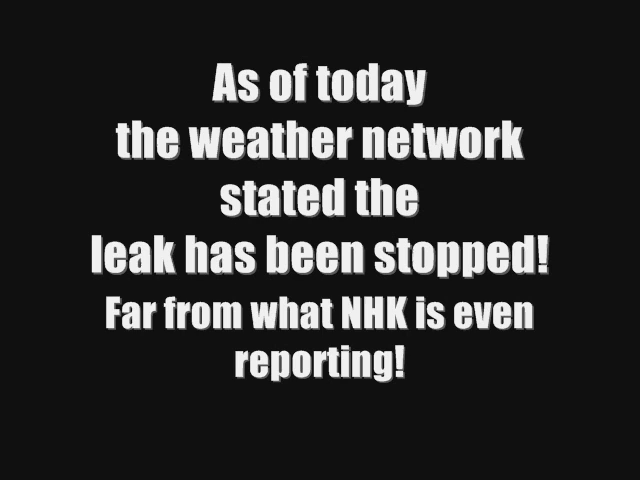 As of today
the weather network
stated the
leak has been stopped!
Far from what NHK is even
reporting!